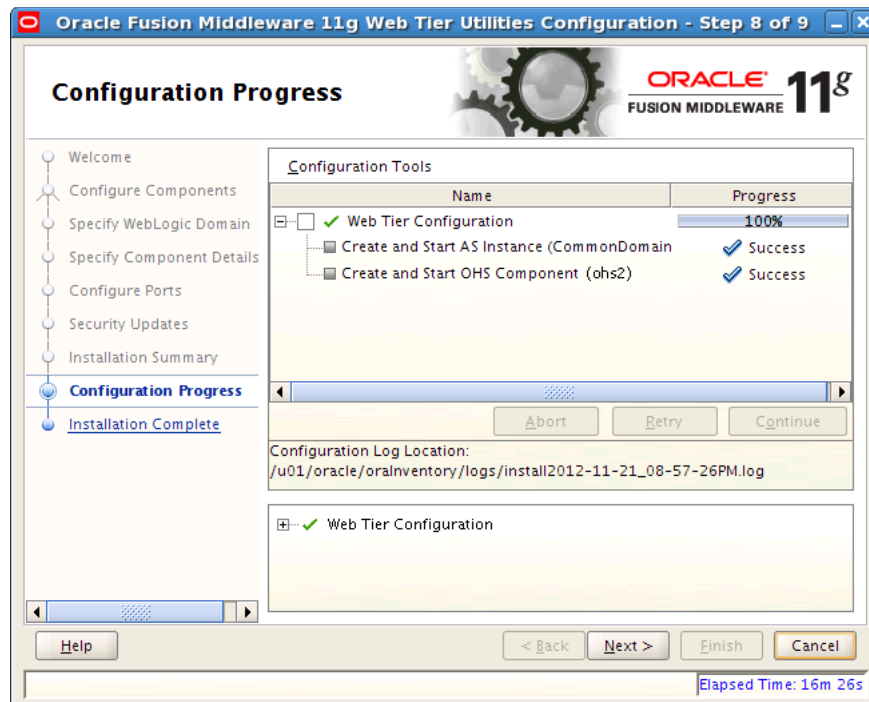 Oracle Fusion Middleware 11g Web Tier Utilities Configuration - Step 8 of 9
Configuration Progress
ORACLE
FUSION MIDDLEWARE 11g
Welcome
Configure Components
Specify WebLogic Domain
Specify Component Details
Configure Ports
Security Updates
Installation Summary
Configuration Progress
Installation Complete
Configuration Tools
Name Progress
Web Tier Configuration 100%
Create and Start AS Instance (CommonDomain Success
Create and Start OHS Component (ohs2) Success
Abort Retry Continue
Configuration Log Location:
/u01/oracle/oraInventory/logs/install2012-11-21_08-57-26PM.log
Web Tier Configuration
Help < Back Next > Finish Cancel
Elapsed Time: 16m 26s